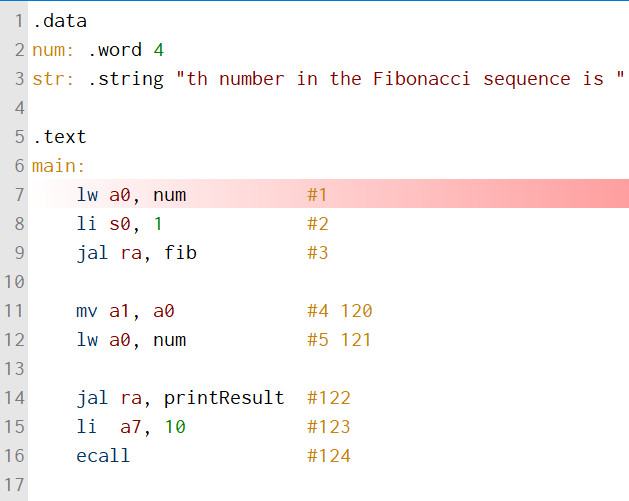 1 .data
2 num: .word 4
3 str: .string "th number in the Fibonacci sequence is "
4
5 .text
6 main:
7     lw a0, num           #1
8     li s0, 1             #2
9     jal ra, fib          #3
10
11     mv a1, a0            #4 120
12     lw a0, num           #5 121
13
14     jal ra, printResult  #122
15     li  a7, 10           #123
16     ecall                #124
17